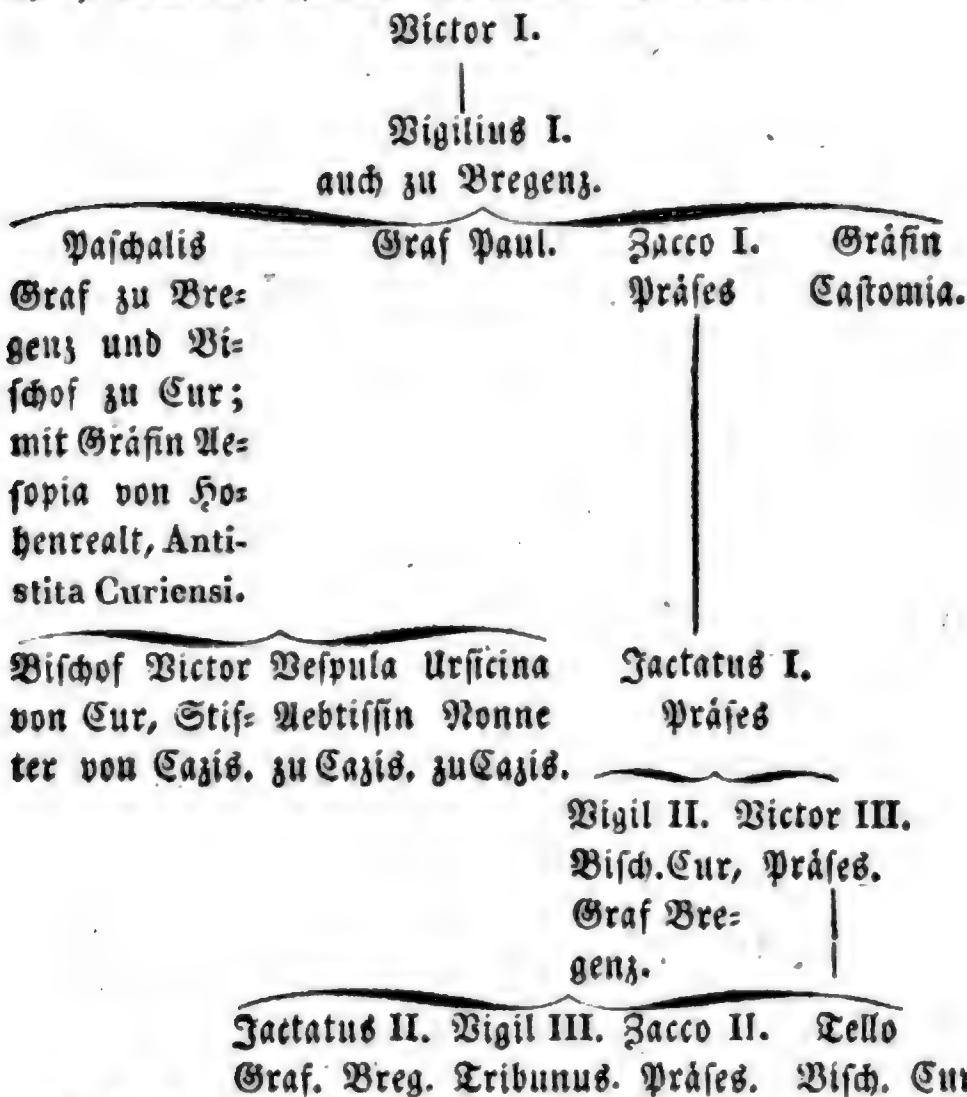 Victor I.
Vigilius I.
auch zu Bregenz.
Paschalis
Graf zu Bre=
genz und Bi=
schof zu Cur;
mit Gräfin Ae=
sopia von Ho=
henrealt, Anti-
stita Curiensi.
Graf Paul.
Zacco I.
Präses
Gräfin
Castomia.
Bischof Victor
von Cur, Stif=
ter von Cazis.
Vespula
Aebtissin
zu Cazis.
Ursicina
Nonne
zu Cazis.
Jactatus I.
Präses
Vigil II.
Bisch. Cur,
Graf Bre=
genz.
Victor III.
Präses.
Jactatus II.
Graf. Breg.
Vigil III.
Tribunus.
Zacco II.
Präses.
Tello
Bisch. Cur